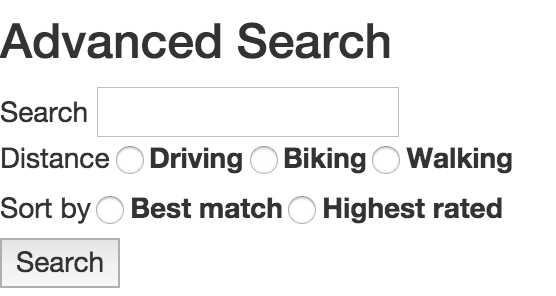 Advanced Search
Search
Distance Driving Biking Walking
Sort by Best match Highest rated
Search